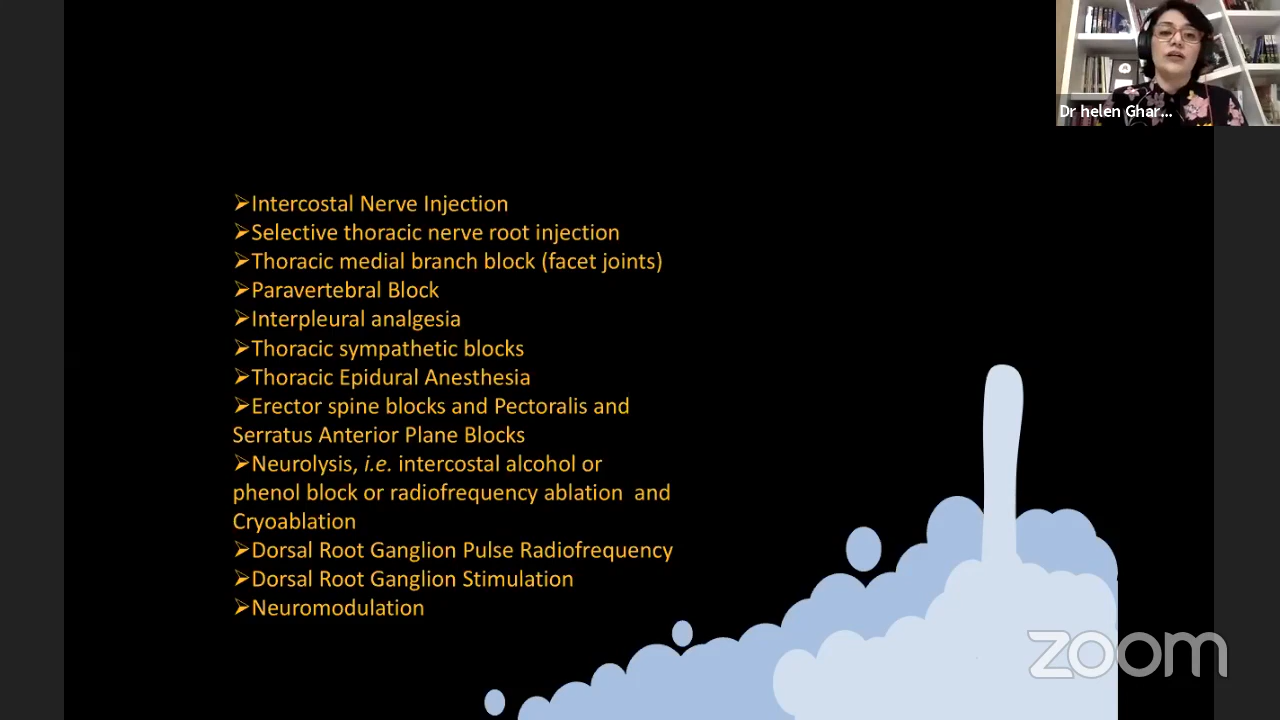 Dr helen Ghar...
➢Intercostal Nerve Injection
➢Selective thoracic nerve root injection
➢Thoracic medial branch block (facet joints)
➢Paravertebral Block
➢Interpleural analgesia
➢Thoracic sympathetic blocks
➢Thoracic Epidural Anesthesia
➢Erector spine blocks and Pectoralis and
Serratus Anterior Plane Blocks
➢Neurolysis, i.e. intercostal alcohol or
phenol block or radiofrequency ablation and
Cryoablation
➢Dorsal Root Ganglion Pulse Radiofrequency
➢Dorsal Root Ganglion Stimulation
➢Neuromodulation
zoom